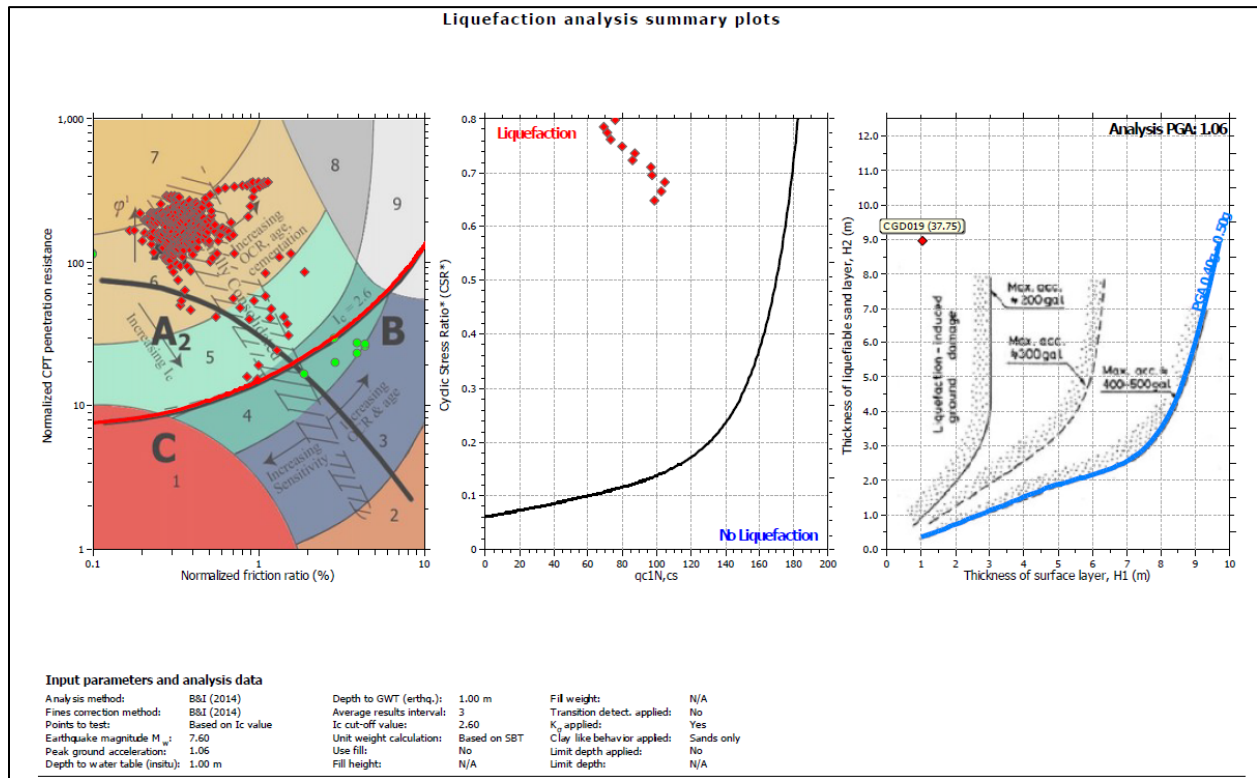 Liquefaction analysis summary plots
1,000
100
10
1
0.1
1
10
Normalized CPT penetration resistance
Normalized friction ratio (%)
7
8
9
φ'
Increasing
OCR, age,
cementation
6
A2
Increasing Ic
5
Ic = 2.6
B
4
Increasing
OCR & age
3
C
Increasing
Sensitivity
1
2
Liquefaction
No Liquefaction
0.8
0.7
0.6
0.5
0.4
0.3
0.2
0.1
0
0 20 40 60 80 100 120 140 160 180 200
Cyclic Stress Ratio* (CSR*)
qc1N,cs
Analysis PGA: 1.06
12.0
11.0
10.0
9.0
8.0
7.0
6.0
5.0
4.0
3.0
2.0
1.0
0.0
0 1 2 3 4 5 6 7 8 9 10
Thickness of liquefiable sand layer, H2 (m)
Thickness of surface layer, H1 (m)
CGD019 (37.75)
PGA 0.40g - 0.50g
Max. acc.
≒200gal
Max. acc.
≒300gal
Max. acc. ≒
400-500gal
Liquefaction-induced
ground damage
Input parameters and analysis data
Analysis method: B&I (2014)
Fines correction method: B&I (2014)
Points to test: Based on Ic value
Earthquake magnitude Mw: 7.60
Peak ground acceleration: 1.06
Depth to water table (insitu): 1.00 m
Depth to GWT (erthq.): 1.00 m
Average results interval: 3
Ic cut-off value: 2.60
Unit weight calculation: Based on SBT
Use fill: No
Fill height: N/A
Fill weight: N/A
Transition detect. applied: No
Kσ applied: Yes
Clay like behavior applied: Sands only
Limit depth applied: No
Limit depth: N/A